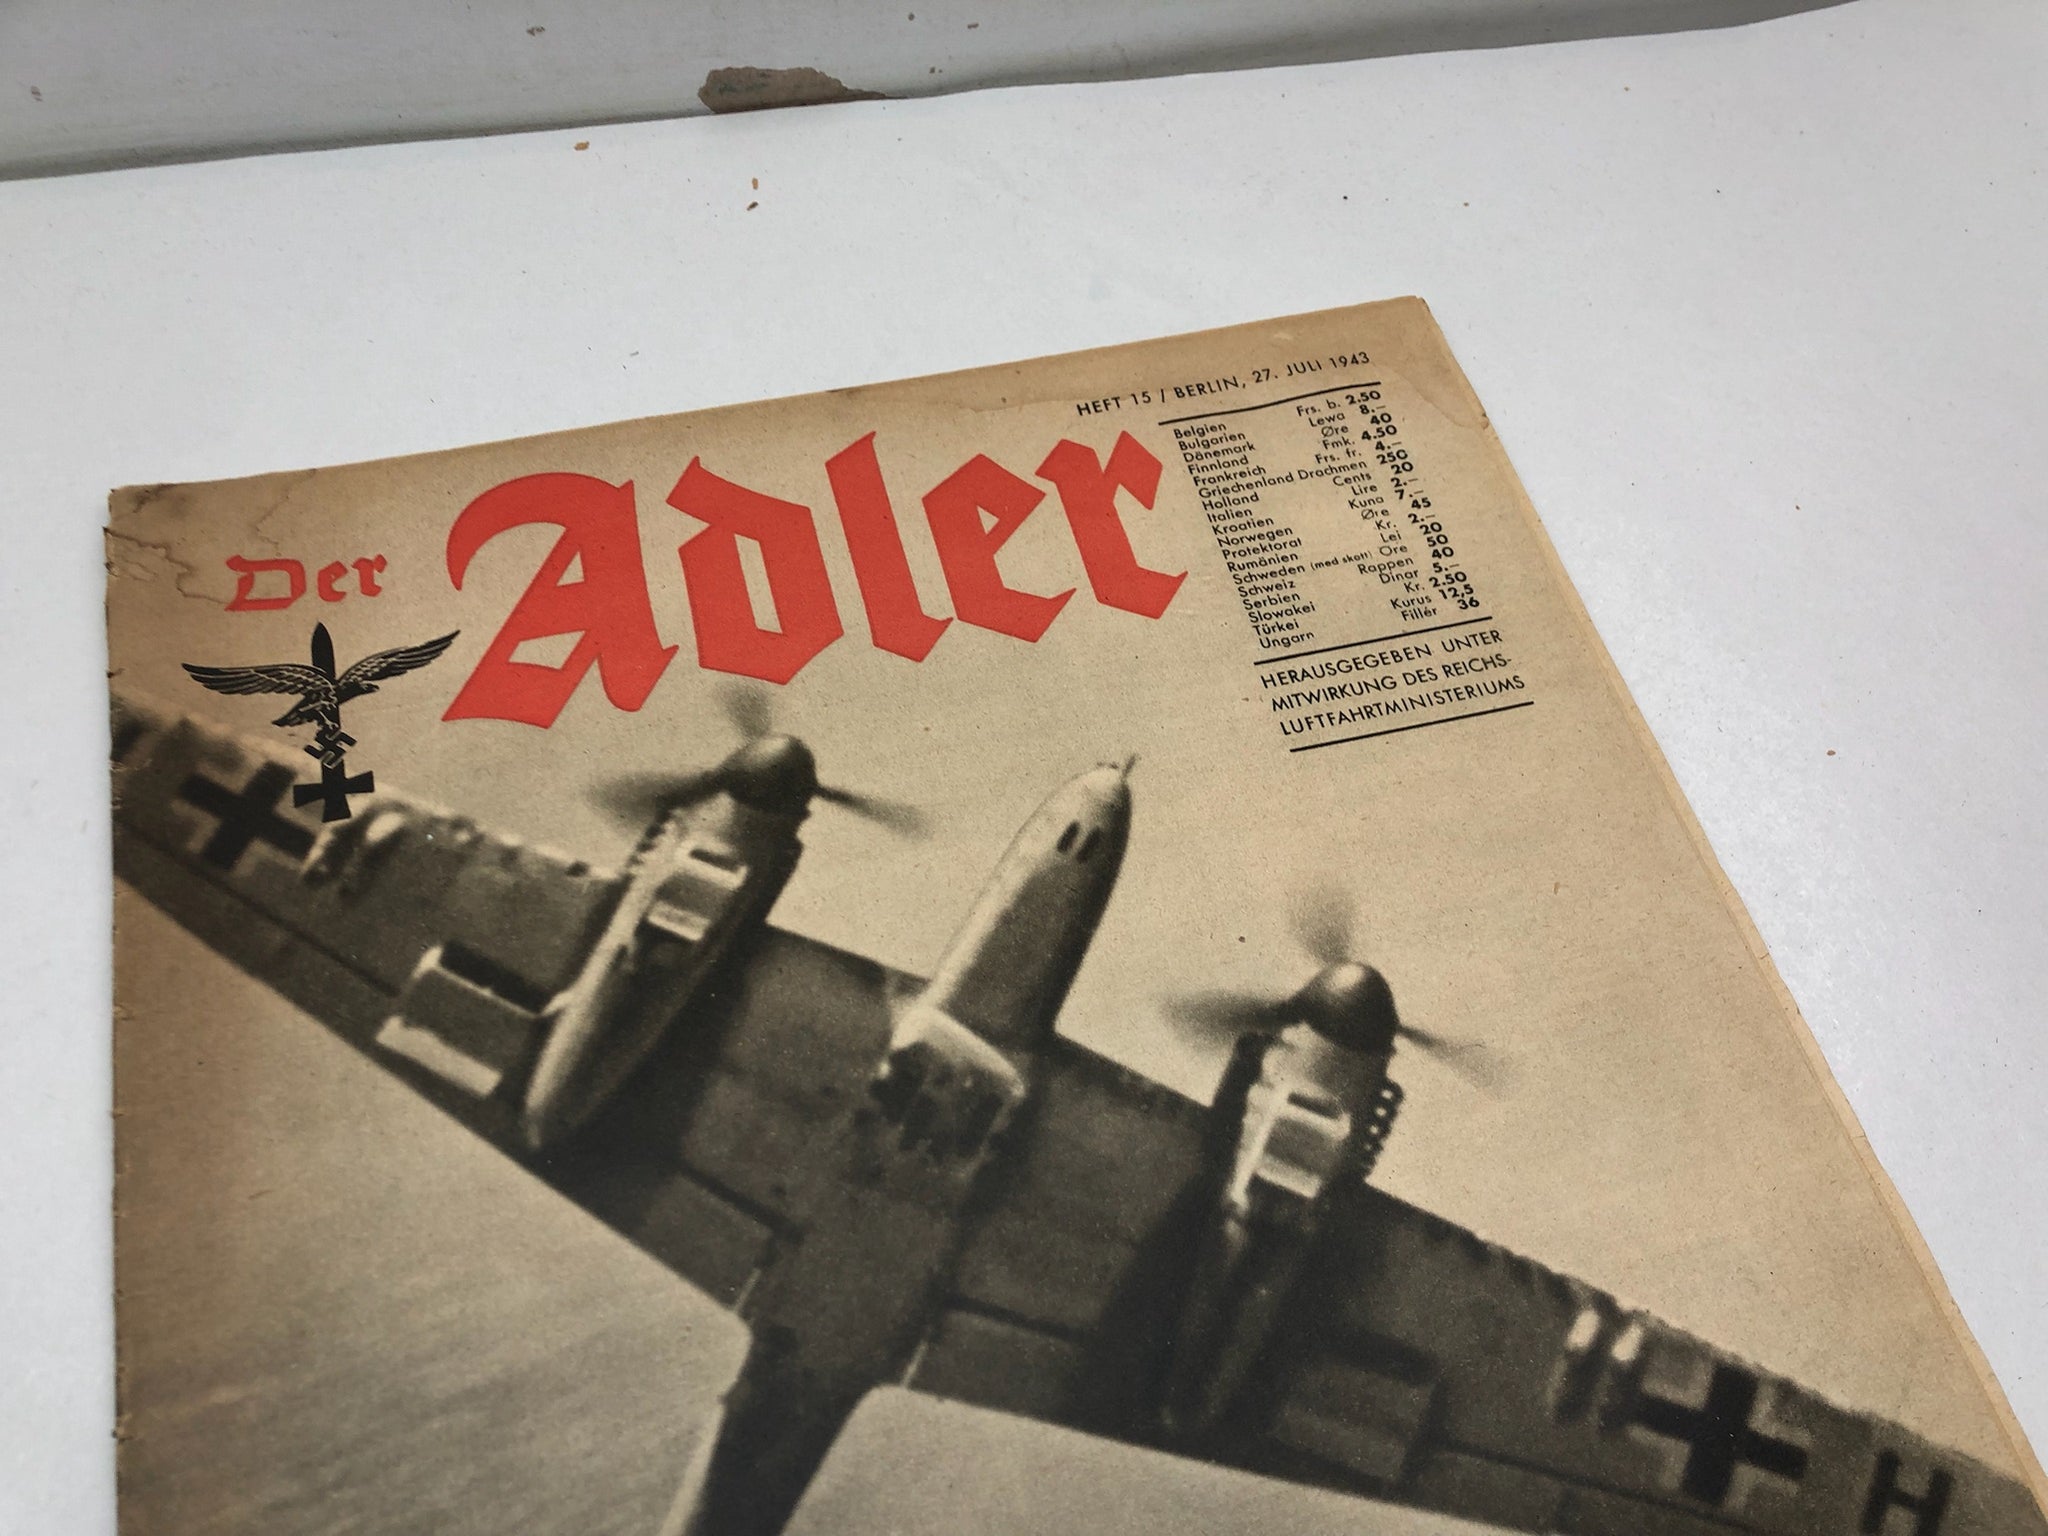 HEFT 15 / BERLIN, 27. JULI 1943
Der Adler
Belgien Frs. b. 2.50
Bulgarien Lewa 8.–
Dänemark Øre 40
Finnland Fmk. 4.50
Frankreich Frs. fr. 4.–
Griechenland Drachmen 250
Holland Cents 20
Italien Lire 2.–
Kroatien Kuna 7.–
Norwegen Øre 45
Protektorat Kr. 2.–
Rumänien Lei 20
Schweden (med skatt) Ore 50
Schweiz Rappen 40
Serbien Dinar 5.–
Slowakei Kr. 2.50
Türkei Kurus 12,5
Ungarn Fillér 36
HERAUSGEGEBEN UNTER
MITWIRKUNG DES REICHS-
LUFTFAHRTMINISTERIUMS
H